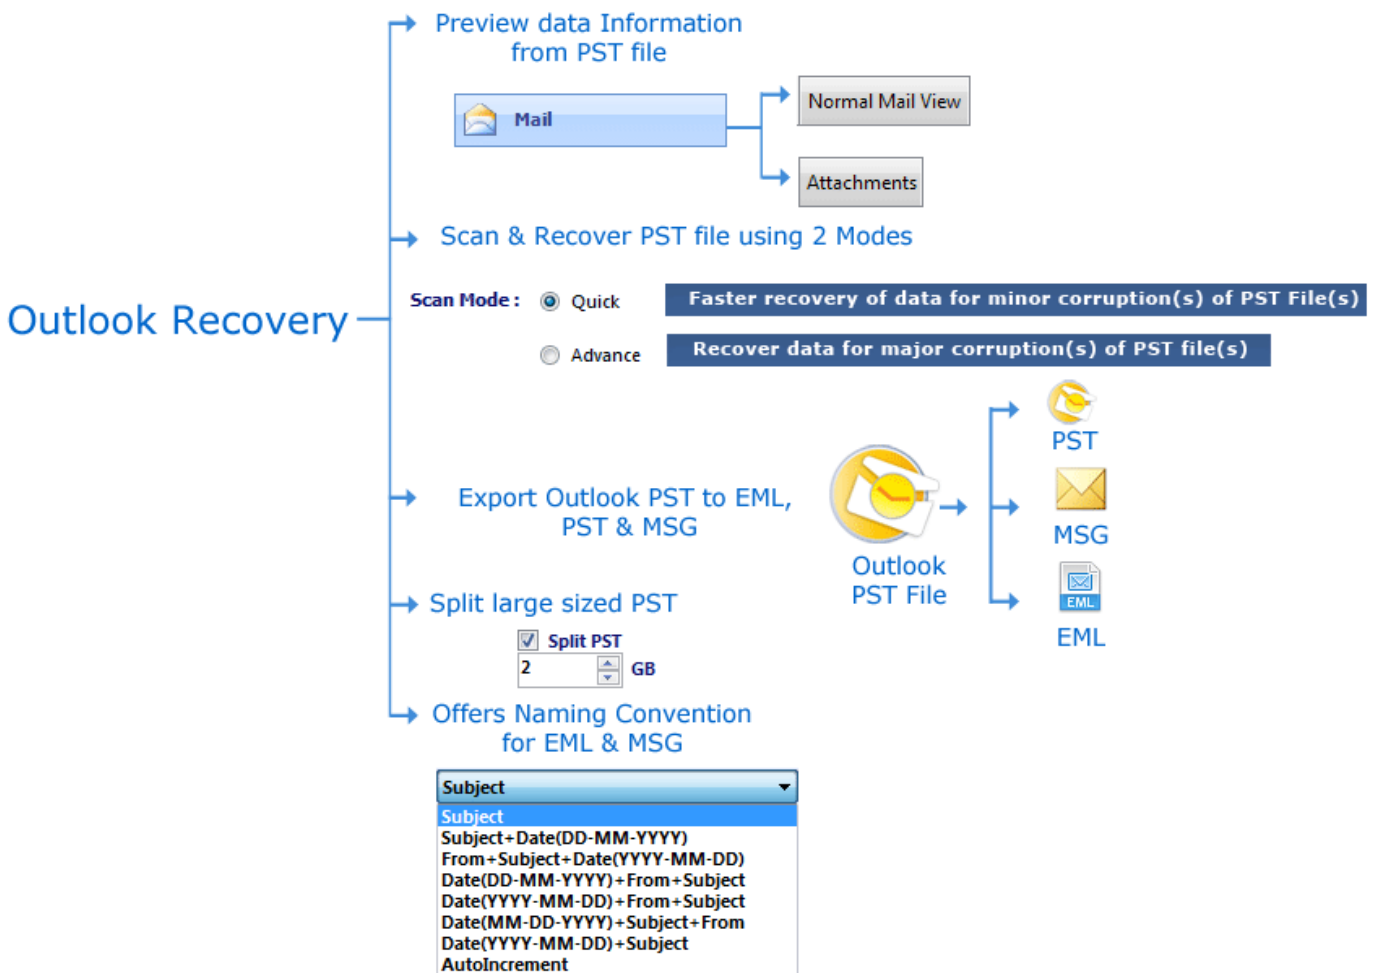 Preview data Information
from PST file
Mail
Normal Mail View
Attachments
Scan & Recover PST file using 2 Modes
Scan Mode :
Quick
Faster recovery of data for minor corruption(s) of PST File(s)
Outlook Recovery
Advance
Recover data for major corruption(s) of PST file(s)
Export Outlook PST to EML,
PST & MSG
Outlook
PST File
PST
MSG
EML
EML
Split large sized PST
Split PST
2
GB
Offers Naming Convention
for EML & MSG
Subject
Subject
Subject+Date(DD-MM-YYYY)
From+Subject+Date(YYYY-MM-DD)
Date(DD-MM-YYYY)+From+Subject
Date(YYYY-MM-DD)+From+Subject
Date(MM-DD-YYYY)+Subject+From
Date(YYYY-MM-DD)+Subject
AutoIncrement